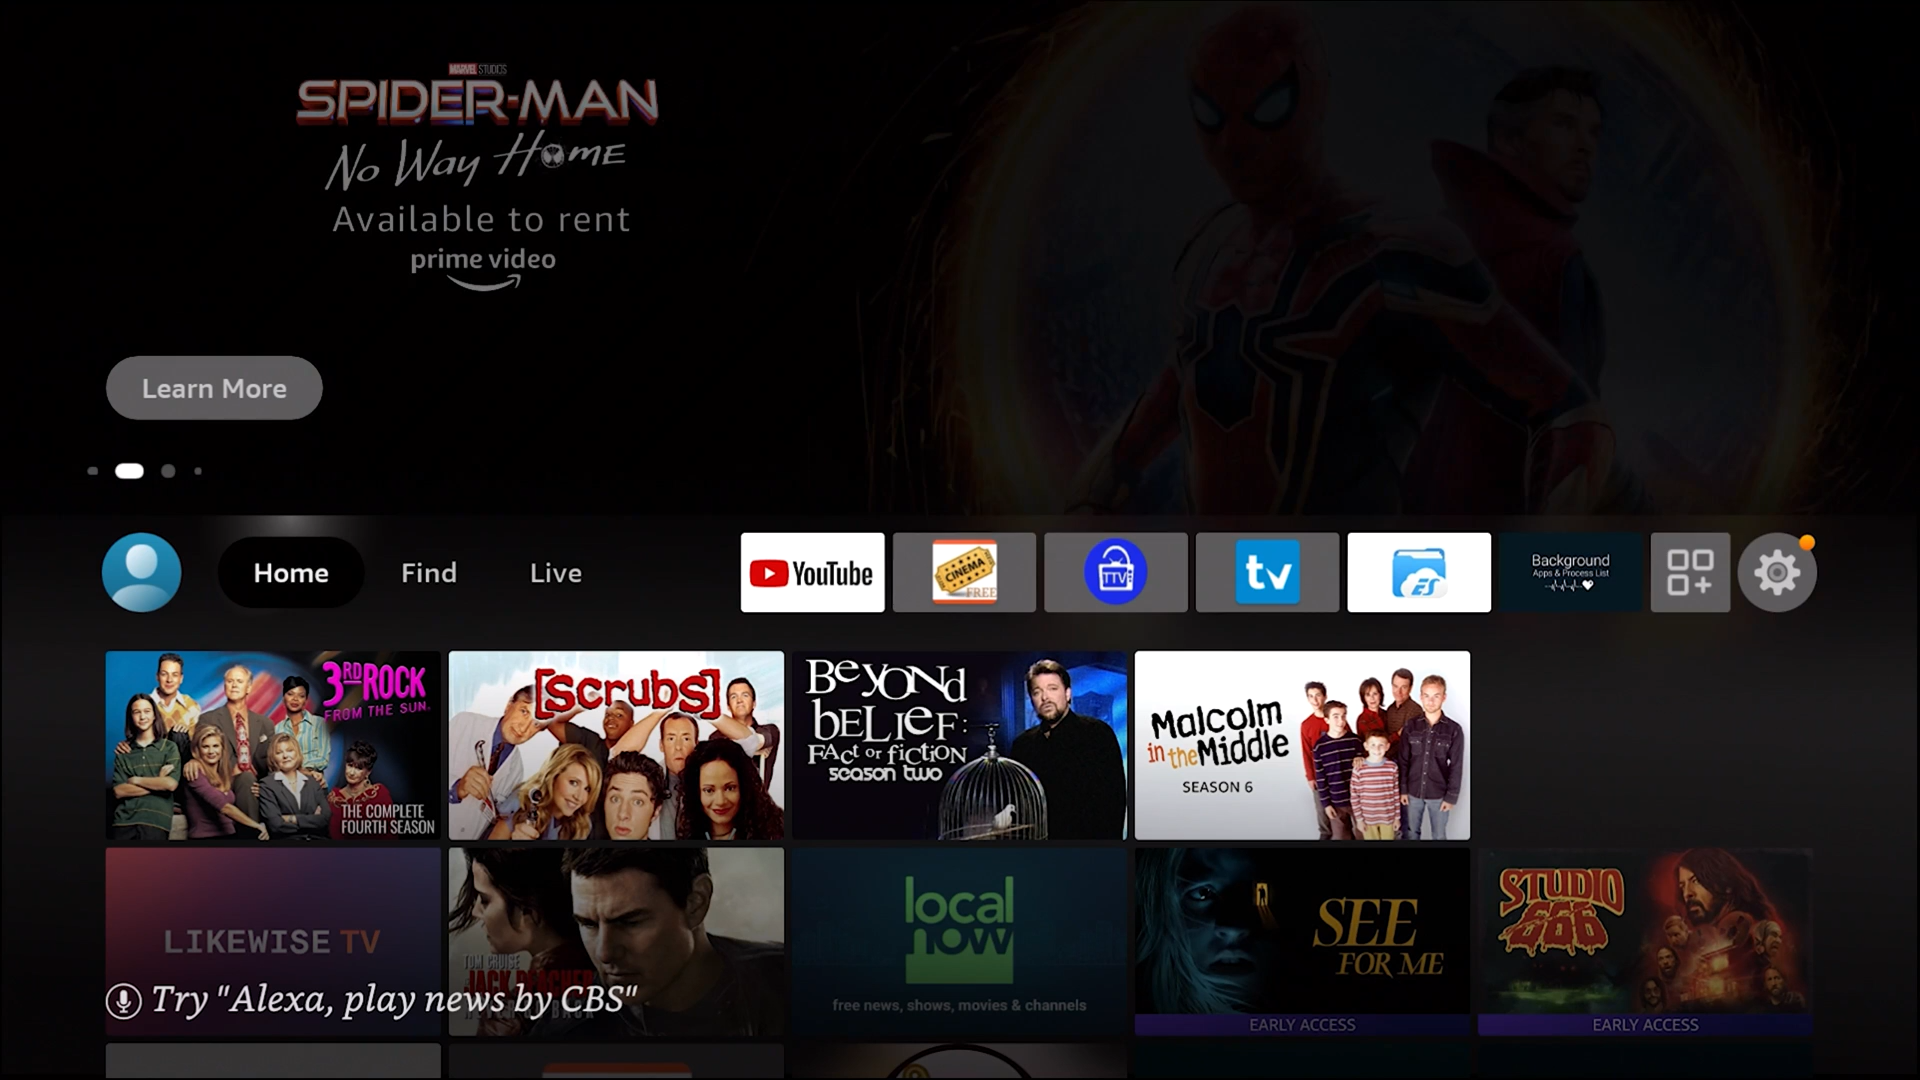 MARVEL STUDIOS
SPIDER-MAN
No Way Home
Available to rent
prime video
Learn More
Home
Find
Live
YouTube
CINEMA
FREE
TTV
tv
ES
Background
Apps & Process List
3RD ROCK
FROM THE SUN
THE COMPLETE
FOURTH SEASON
[scrubs]
BeYONd
beLIeF:
FAct or fictiON
season two
Malcolm
in the Middle
SEASON 6
LIKEWISE TV
TOM CRUISE
JACK REACHER
Try "Alexa, play news by CBS"
local
now
free news, shows, movies & channels
SEE
FOR ME
EARLY ACCESS
STUDIO
666
EARLY ACCESS